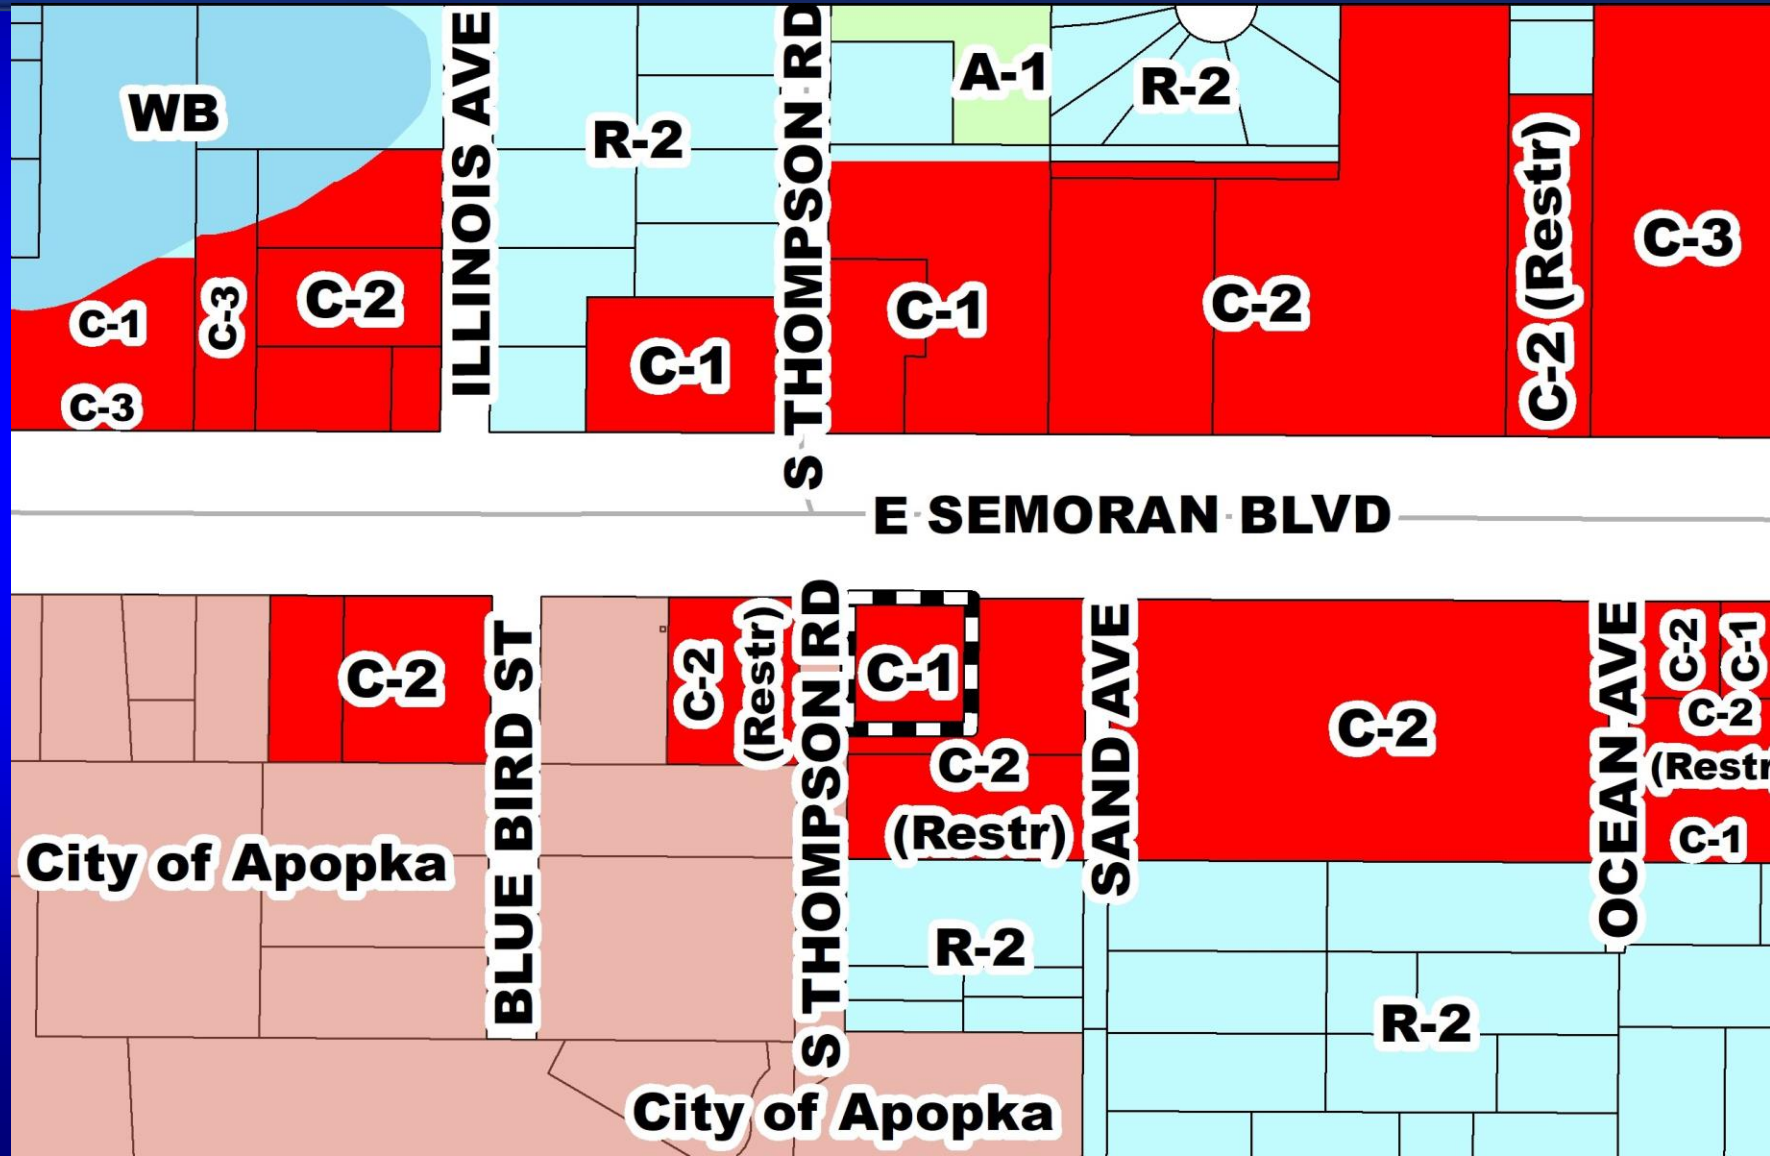 WB
ILLINOIS AVE
R-2
S THOMPSON RD
A-1
R-2
C-2 (Restr)
C-3
C-1
C-3
C-3
C-2
C-1
C-1
C-2
E SEMORAN BLVD
C-2
BLUE BIRD ST
C-2
(Restr)
S THOMPSON RD
C-1
C-2
(Restr)
SAND AVE
C-2
OCEAN AVE
C-2
C-1
C-2
(Restr
C-1
City of Apopka
R-2
R-2
City of Apopka